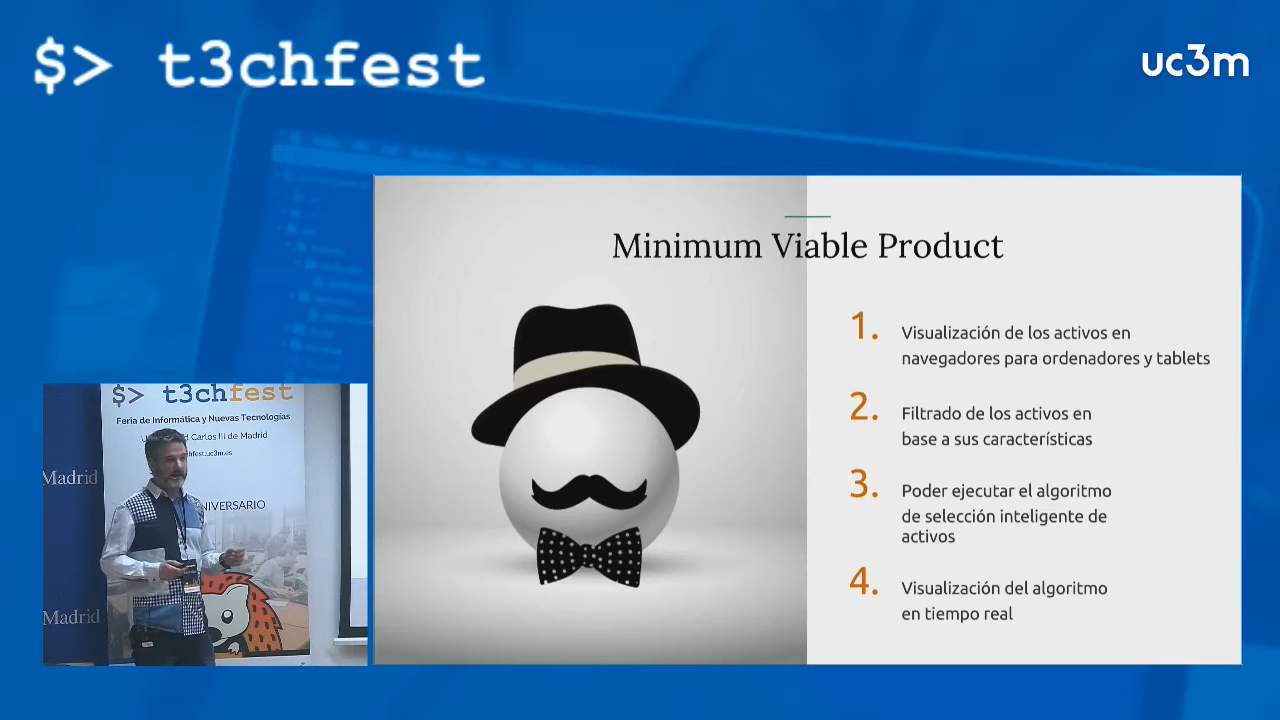 $> t3chfest
uc3m
Minimum Viable Product
1. Visualización de los activos en
navegadores para ordenadores y tablets
2. Filtrado de los activos en
base a sus características
3. Poder ejecutar el algoritmo
de selección inteligente de
activos
4. Visualización del algoritmo
en tiempo real
$> t3chfest
Feria de Informática y Nuevas Tecnologías
Carlos III de Madrid
Madrid
Madrid